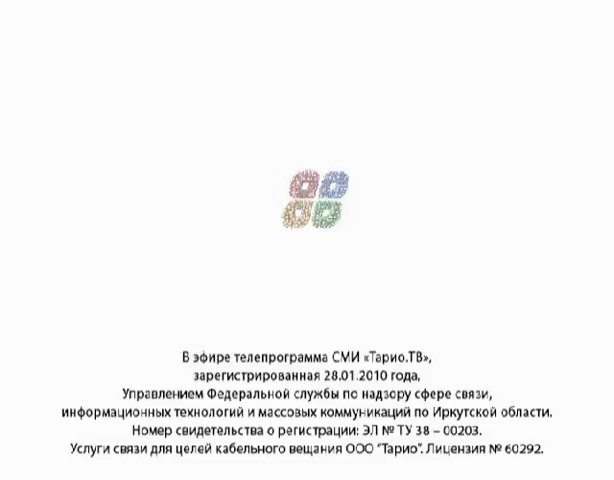 В эфире телепрограмма СМИ «Тарио.ТВ»,
зарегистрированная 28.01.2010 года,
Управлением Федеральной службы по надзору сфере связи,
информационных технологий и массовых коммуникаций по Иркутской области.
Номер свидетельства о регистрации: ЭЛ № ТУ 38 – 00203.
Услуги связи для целей кабельного вещания ООО "Тарио". Лицензия № 60292.